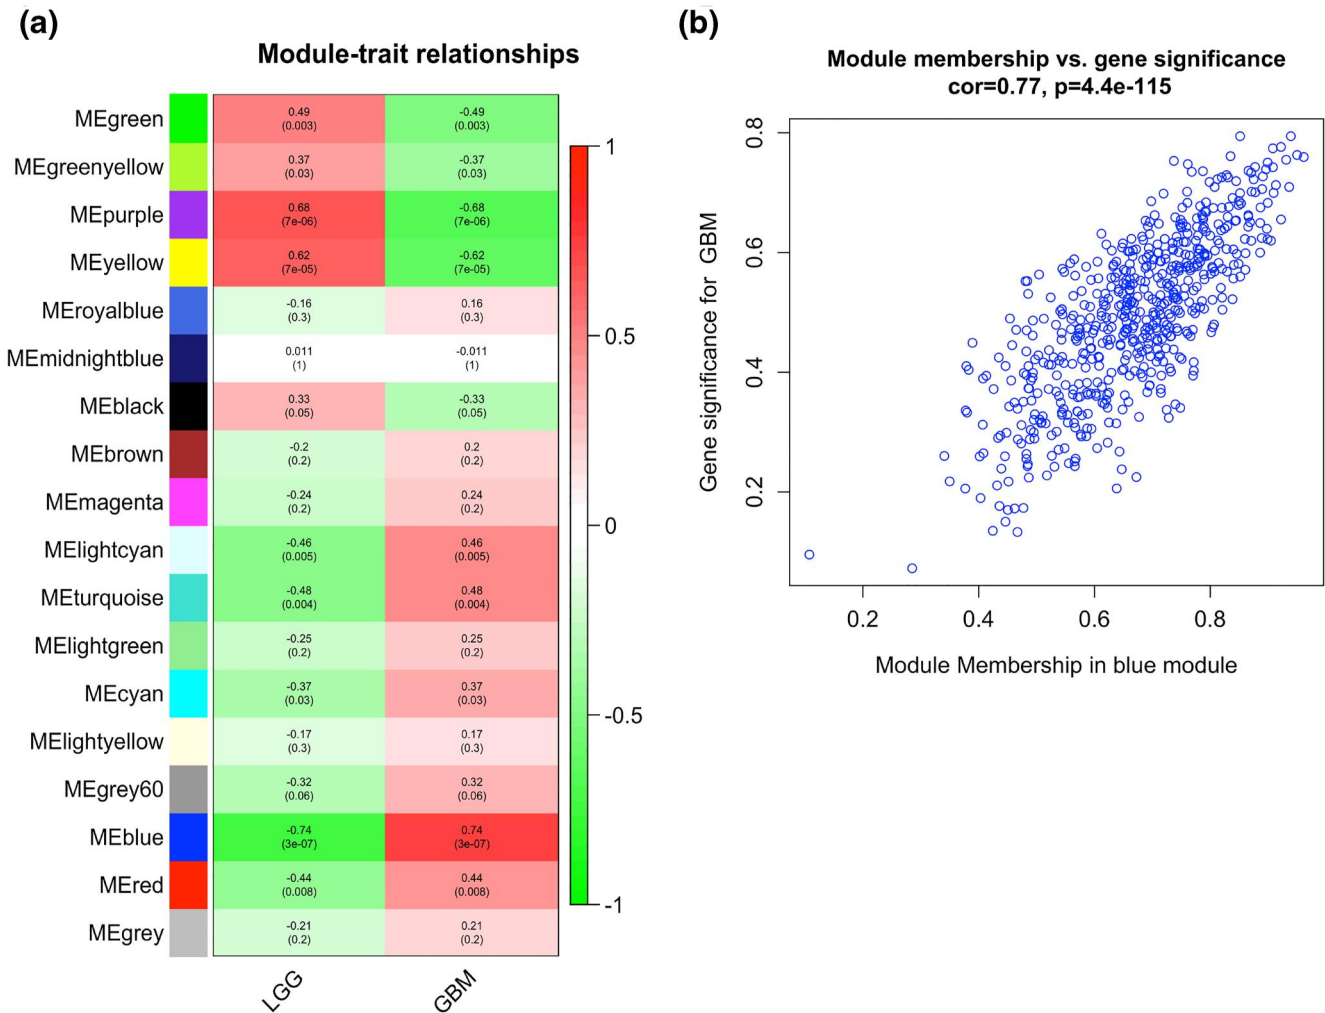 (a)
Module-trait relationships
MEgreen
0.49
(0.003)
-0.49
(0.003)
MEgreenyellow
0.37
(0.03)
-0.37
(0.03)
MEpurple
0.68
(7e-06)
-0.68
(7e-06)
MEyellow
0.62
(7e-05)
-0.62
(7e-05)
MEroyalblue
-0.16
(0.3)
0.16
(0.3)
MEmidnightblue
0.011
(1)
-0.011
(1)
MEblack
0.33
(0.05)
-0.33
(0.05)
MEbrown
-0.2
(0.2)
0.2
(0.2)
MEmagenta
-0.24
(0.2)
0.24
(0.2)
MElightcyan
-0.46
(0.005)
0.46
(0.005)
MEturquoise
-0.48
(0.004)
0.48
(0.004)
MElightgreen
-0.25
(0.2)
0.25
(0.2)
MEcyan
-0.37
(0.03)
0.37
(0.03)
MElightyellow
-0.17
(0.3)
0.17
(0.3)
MEgrey60
-0.32
(0.06)
0.32
(0.06)
MEblue
-0.74
(3e-07)
0.74
(3e-07)
MEred
-0.44
(0.008)
0.44
(0.008)
MEgrey
-0.21
(0.2)
0.21
(0.2)
LGG
GBM
1
0.5
0
-0.5
-1
(b)
Module membership vs. gene significance
cor=0.77, p=4.4e-115
Gene significance for GBM
0.8
0.6
0.4
0.2
0.2
0.4
0.6
0.8
Module Membership in blue module